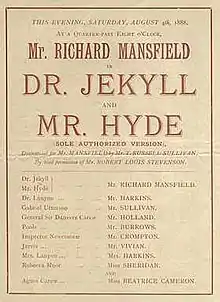 THIS EVENING, SATURDAY, AUGUST 4th, 1888,
AT A QUARTER-PAST EIGHT O'CLOCK,
Mr. RICHARD MANSFIELD
IN
DR. JEKYLL
AND
MR. HYDE
SOLE AUTHORIZED VERSION,
Dramatized for Mr. MANSFIELD by Mr. T. RUSSELL SULLIVAN
By kind permission of Mr. ROBERT LOUIS STEVENSON.
Dr. Jekyll }
Mr. Hyde } Mr. RICHARD MANSFIELD.
Dr. Lanyon Mr. HARKINS.
Gabriel Utterson Mr. SULLIVAN.
General Sir Danvers Carew Mr. HOLLAND.
Poole Mr. BURROWS.
Inspector Newcomen Mr. CROMPTON.
Jarvis Mr. VIVIAN.
Mrs. Lanyon Mrs. HARKINS.
Rebecca Moor Miss SHERIDAN.
AND
Agnes Carew Miss BEATRICE CAMERON.